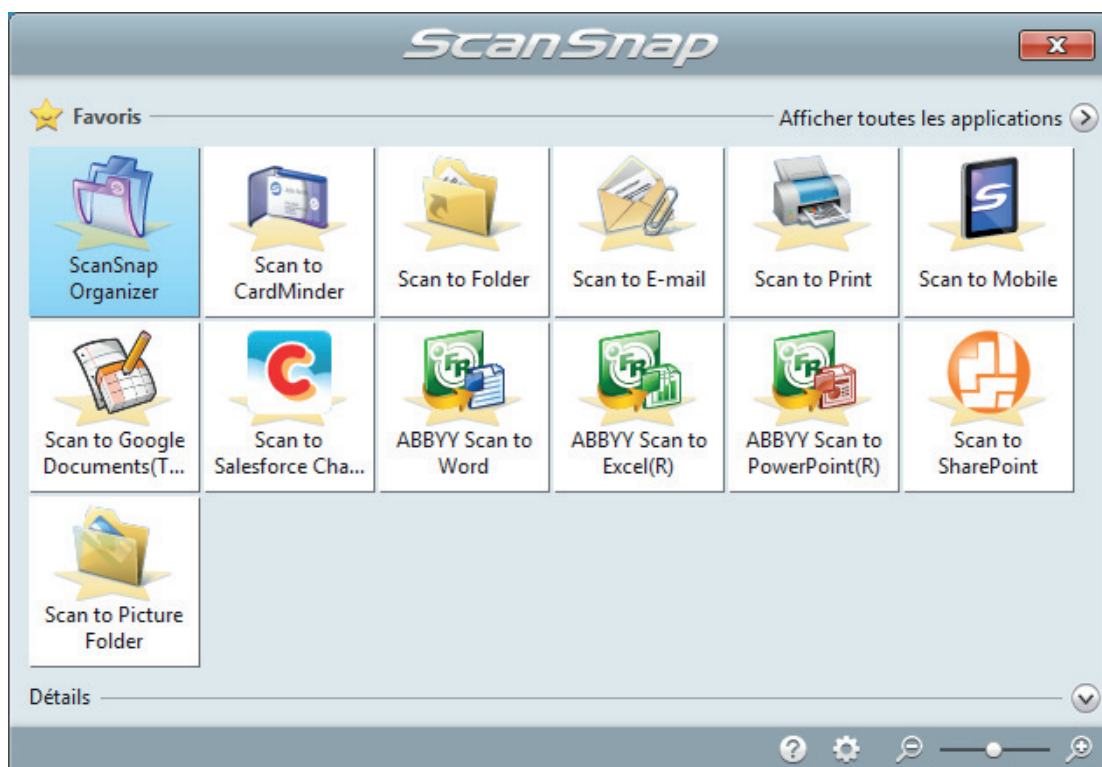 ScanSnap
Favoris
Afficher toutes les applications
ScanSnap
Organizer
Scan to
CardMinder
Scan to Folder
Scan to E-mail
Scan to Print
Scan to Mobile
Scan to Google
Documents(T...
Scan to
Salesforce Cha...
ABBYY Scan to
Word
ABBYY Scan to
Excel(R)
ABBYY Scan to
PowerPoint(R)
Scan to
SharePoint
Scan to Picture
Folder
Détails